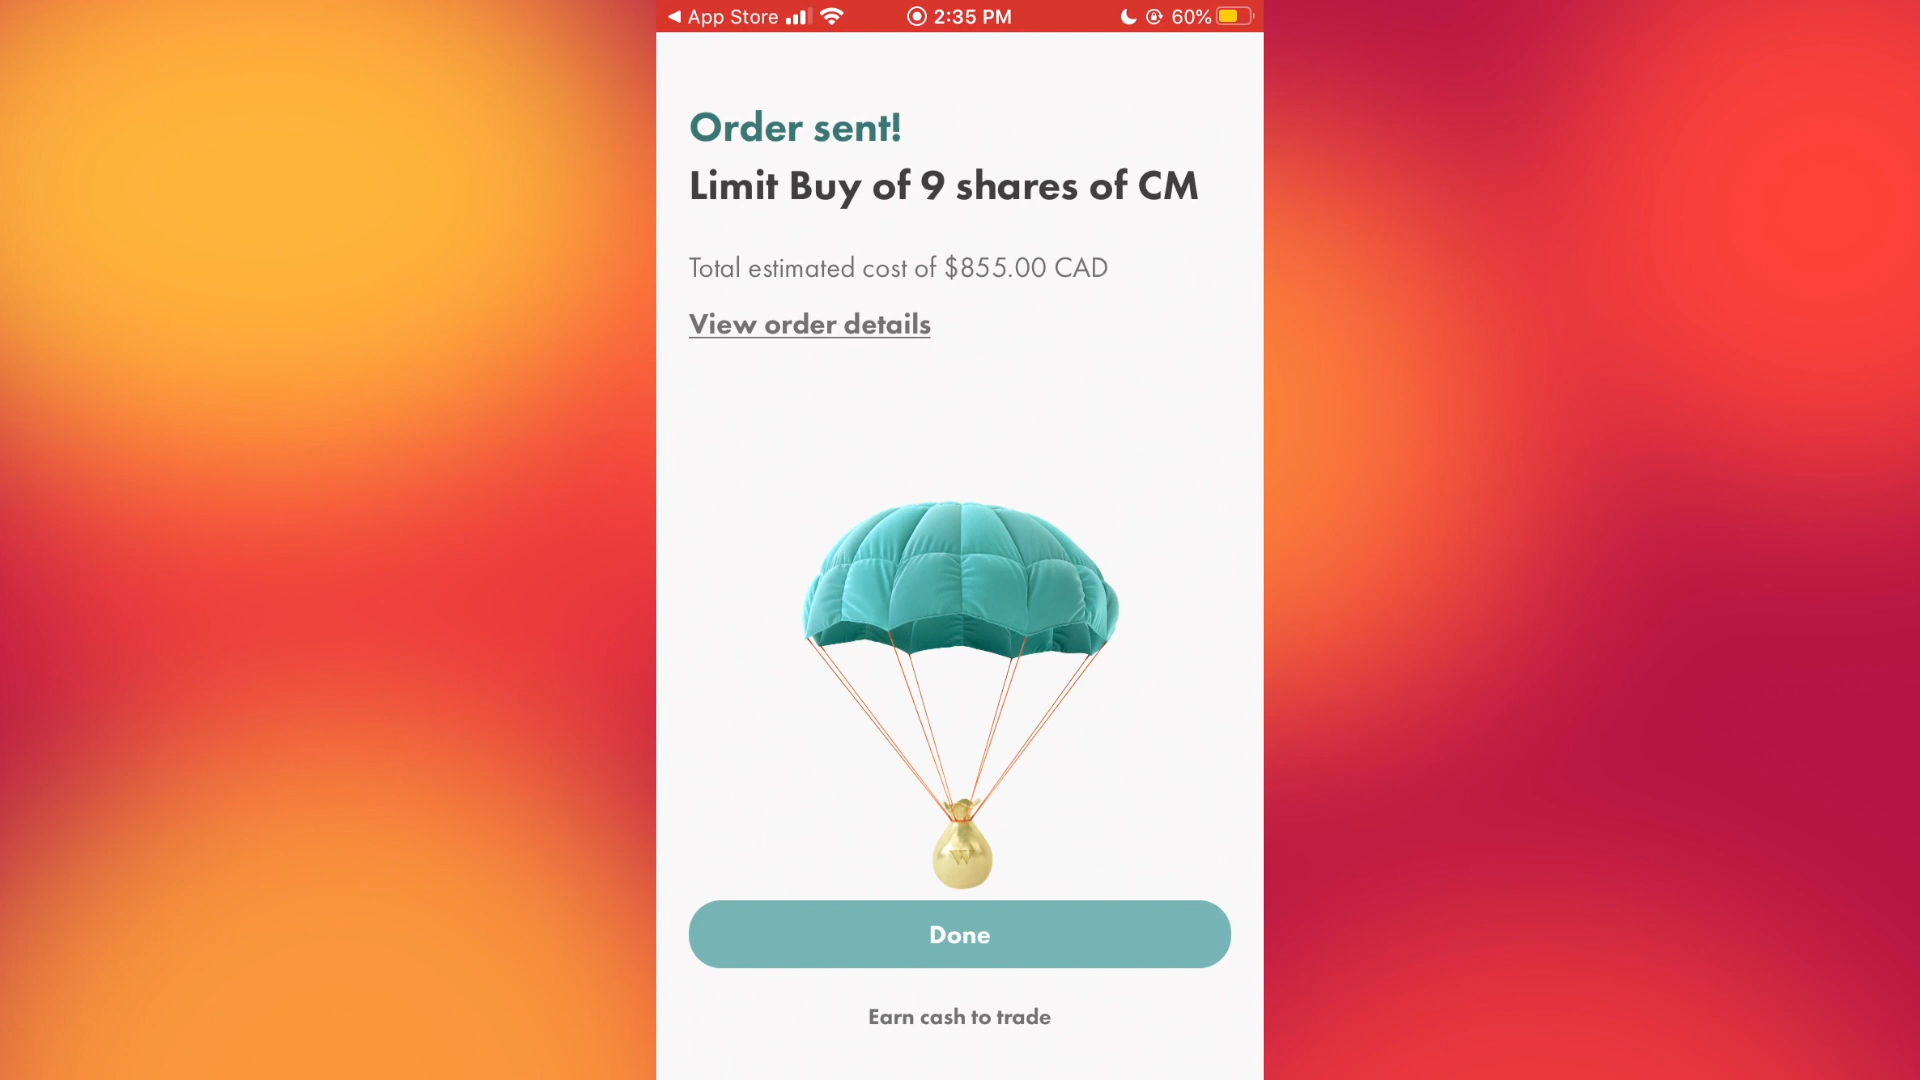 App Store 2:35 PM 60%
Order sent!
Limit Buy of 9 shares of CM
Total estimated cost of $855.00 CAD
View order details
W
Done
Earn cash to trade